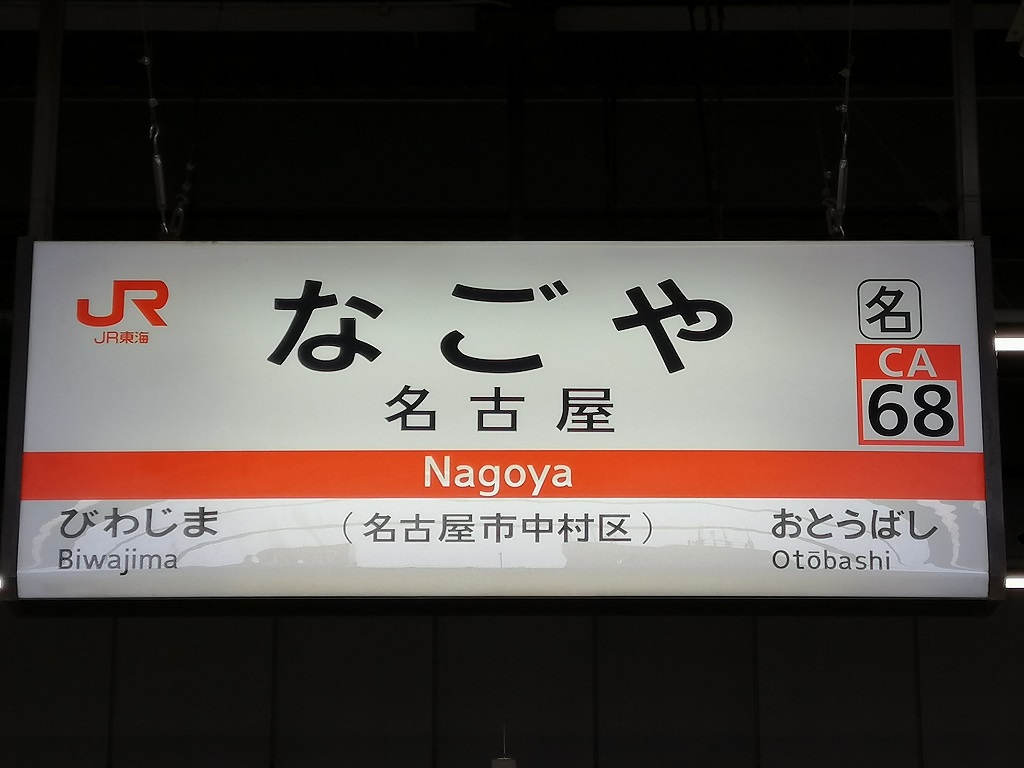 JR
JR東海
なごや
名古屋
名
CA
68
Nagoya
びわじま
Biwajima
（名古屋市中村区）
おとうばし
Otōbashi